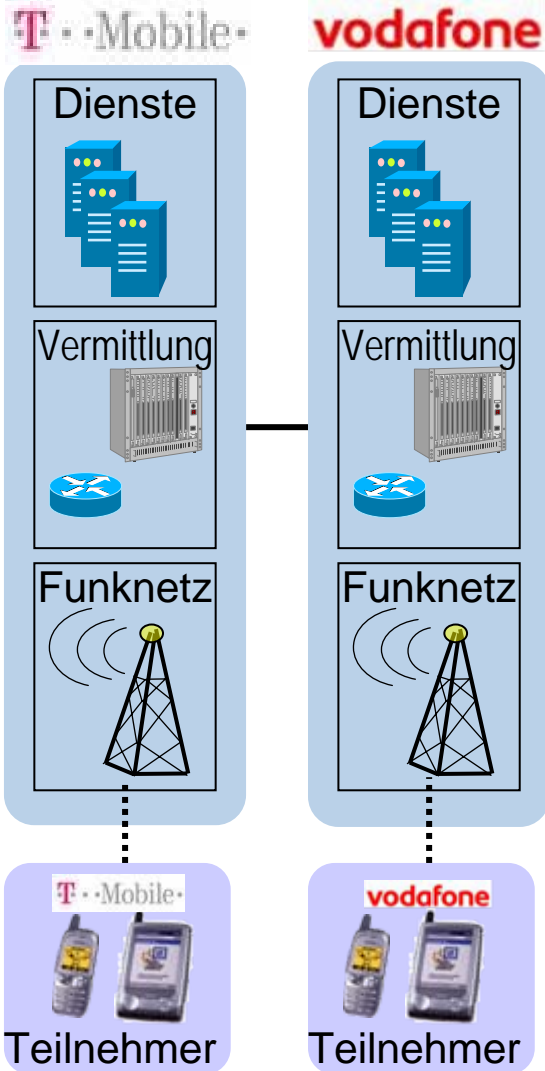 T··Mobile·
vodafone
Dienste
Dienste
Vermittlung
Vermittlung
Funknetz
Funknetz
T··Mobile·
vodafone
Teilnehmer
Teilnehmer